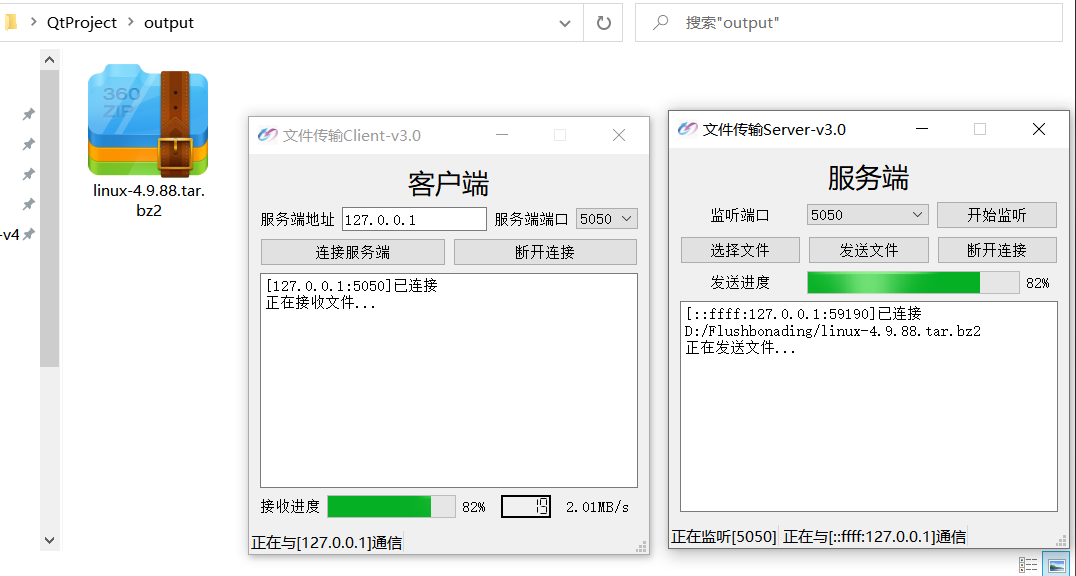 QtProject > output
搜索"output"
360
ZIP
linux-4.9.88.tar.
bz2
-v4
文件传输Client-v3.0
客户端
服务端地址 127.0.0.1 服务端端口 5050
连接服务端 断开连接
[127.0.0.1:5050]已连接
正在接收文件...
接收进度 82% 19 2.01MB/s
正在与[127.0.0.1]通信
文件传输Server-v3.0
服务端
监听端口 5050 开始监听
选择文件 发送文件 断开连接
发送进度 82%
[::ffff:127.0.0.1:59190]已连接
D:/Flushbonading/linux-4.9.88.tar.bz2
正在发送文件...
正在监听[5050] 正在与[::ffff:127.0.0.1]通信